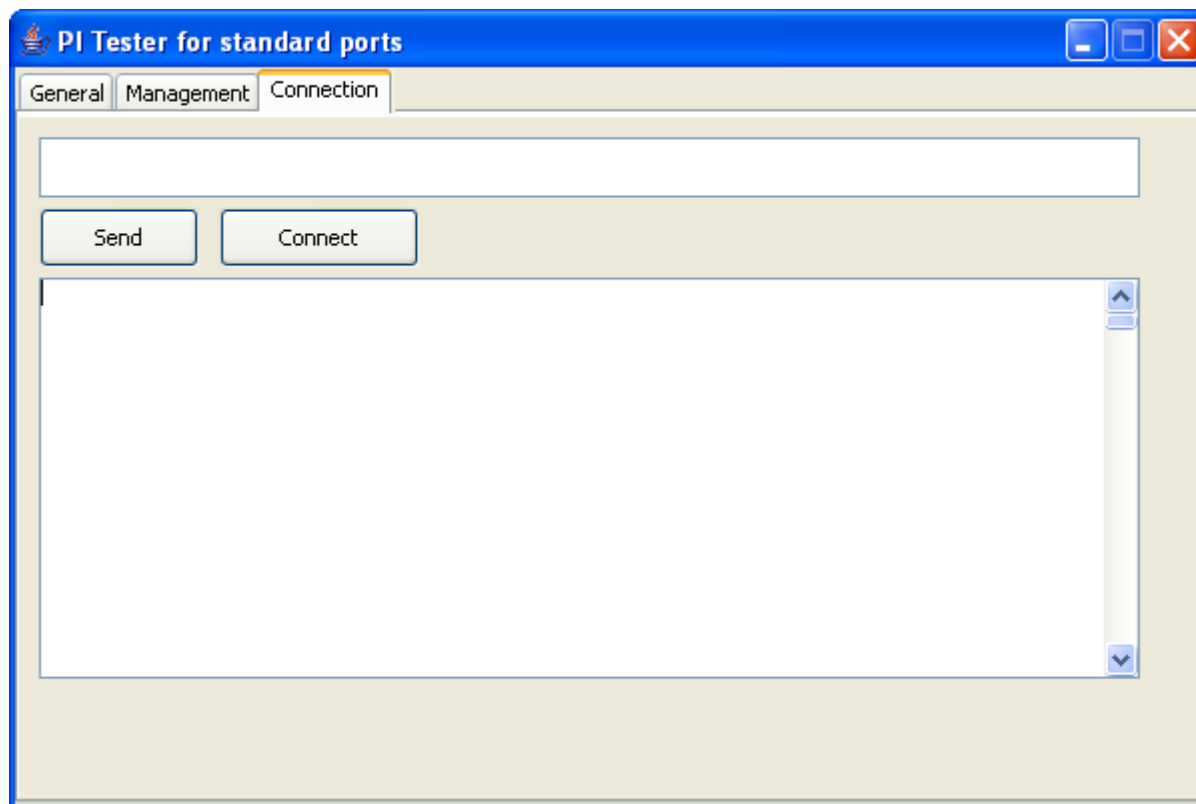 PI Tester for standard ports
General Management Connection
Send Connect